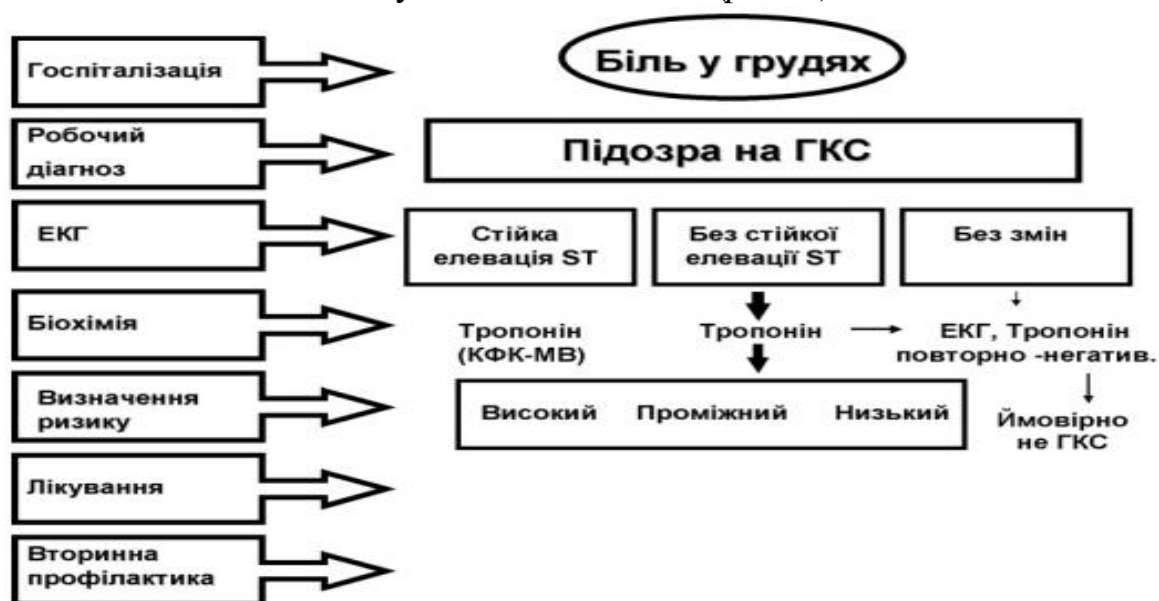 Госпіталізація
Біль у грудях
Робочий
діагноз
Підозра на ГКС
ЕКГ
Стійка
елевація ST
Без стійкої
елевації ST
Без змін
Біохімія
Тропонін
(КФК-МВ)
Тропонін
ЕКГ, Тропонін
повторно -негатив.
Визначення
ризику
Високий Проміжний Низький
Ймовірно
не ГКС
Лікування
Вторинна
профілактика